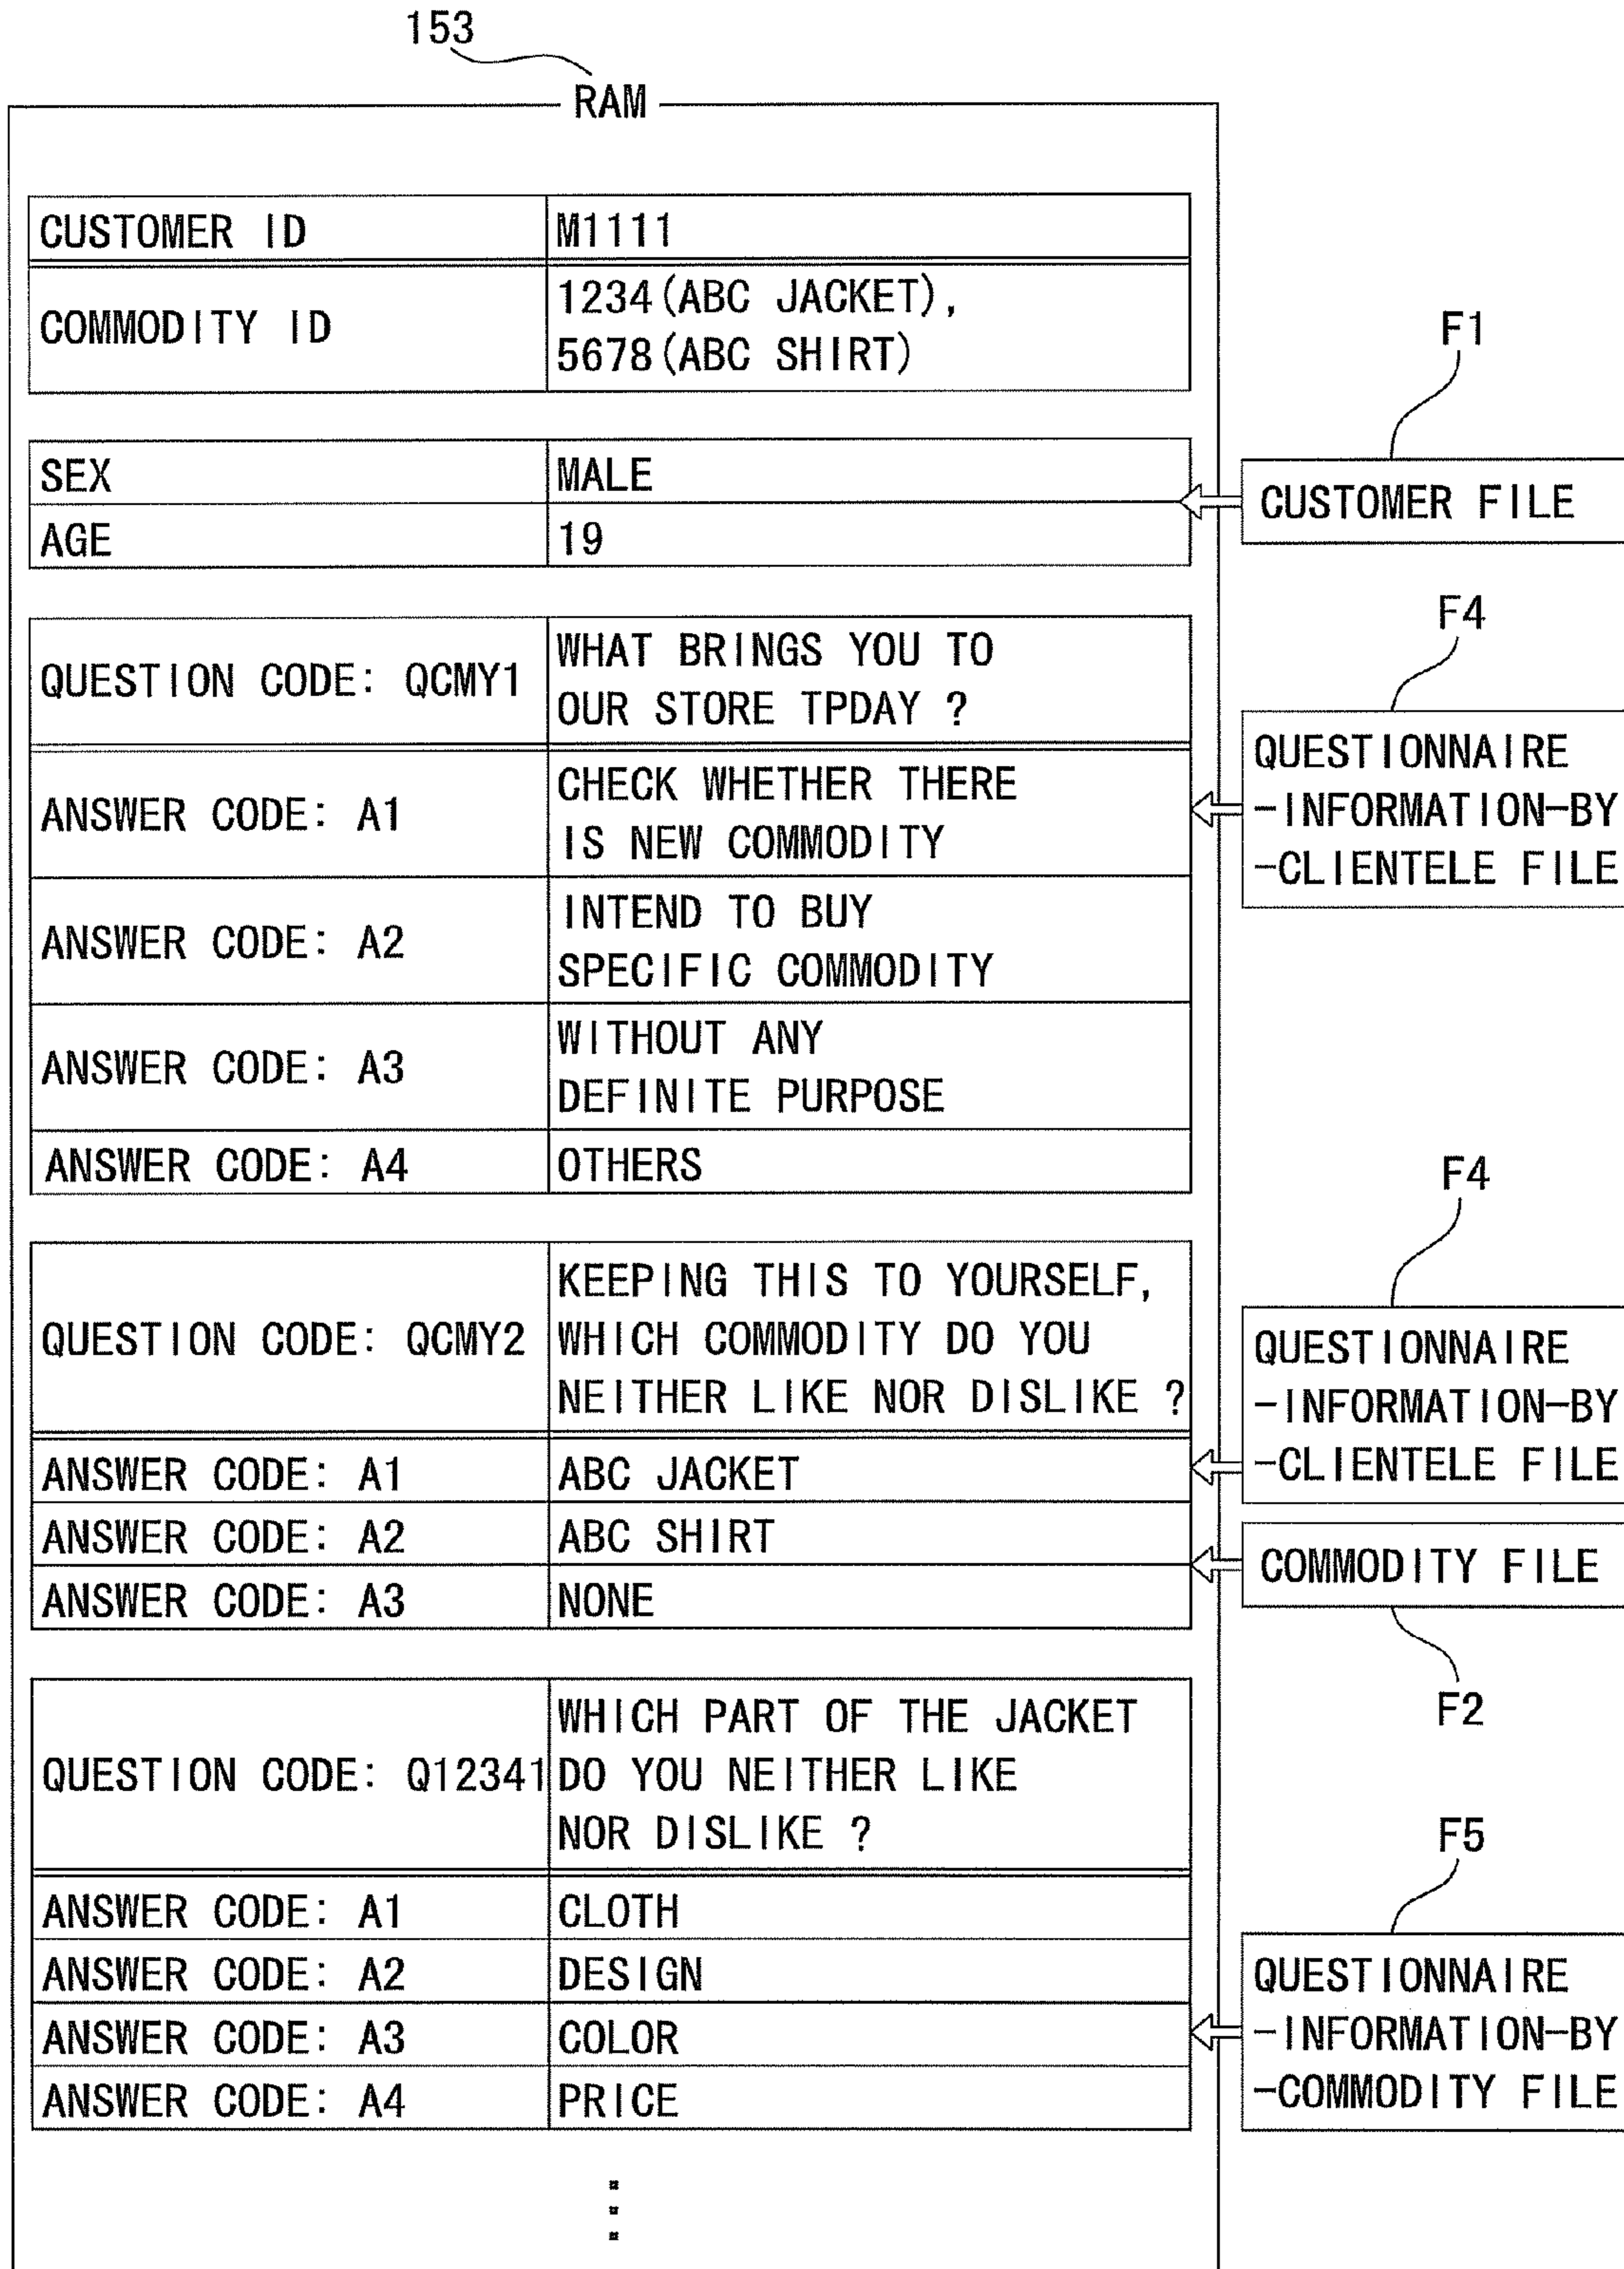 153
RAM
CUSTOMER ID M1111
COMMODITY ID 1234(ABC JACKET),
5678(ABC SHIRT)
F1
SEX MALE
CUSTOMER FILE
AGE 19
F4
QUESTION CODE: QCMY1 WHAT BRINGS YOU TO
OUR STORE TPDAY ?
QUESTIONNAIRE
-INFORMATION-BY
-CLIENTELE FILE
ANSWER CODE: A1 CHECK WHETHER THERE
IS NEW COMMODITY
ANSWER CODE: A2 INTEND TO BUY
SPECIFIC COMMODITY
ANSWER CODE: A3 WITHOUT ANY
DEFINITE PURPOSE
ANSWER CODE: A4 OTHERS
F4
QUESTION CODE: QCMY2 KEEPING THIS TO YOURSELF,
WHICH COMMODITY DO YOU
NEITHER LIKE NOR DISLIKE ?
QUESTIONNAIRE
-INFORMATION-BY
-CLIENTELE FILE
ANSWER CODE: A1 ABC JACKET
ANSWER CODE: A2 ABC SHIRT
COMMODITY FILE
ANSWER CODE: A3 NONE
F2
QUESTION CODE: Q12341 WHICH PART OF THE JACKET
DO YOU NEITHER LIKE
NOR DISLIKE ?
F5
ANSWER CODE: A1 CLOTH
ANSWER CODE: A2 DESIGN
ANSWER CODE: A3 COLOR
ANSWER CODE: A4 PRICE
QUESTIONNAIRE
-INFORMATION-BY
-COMMODITY FILE